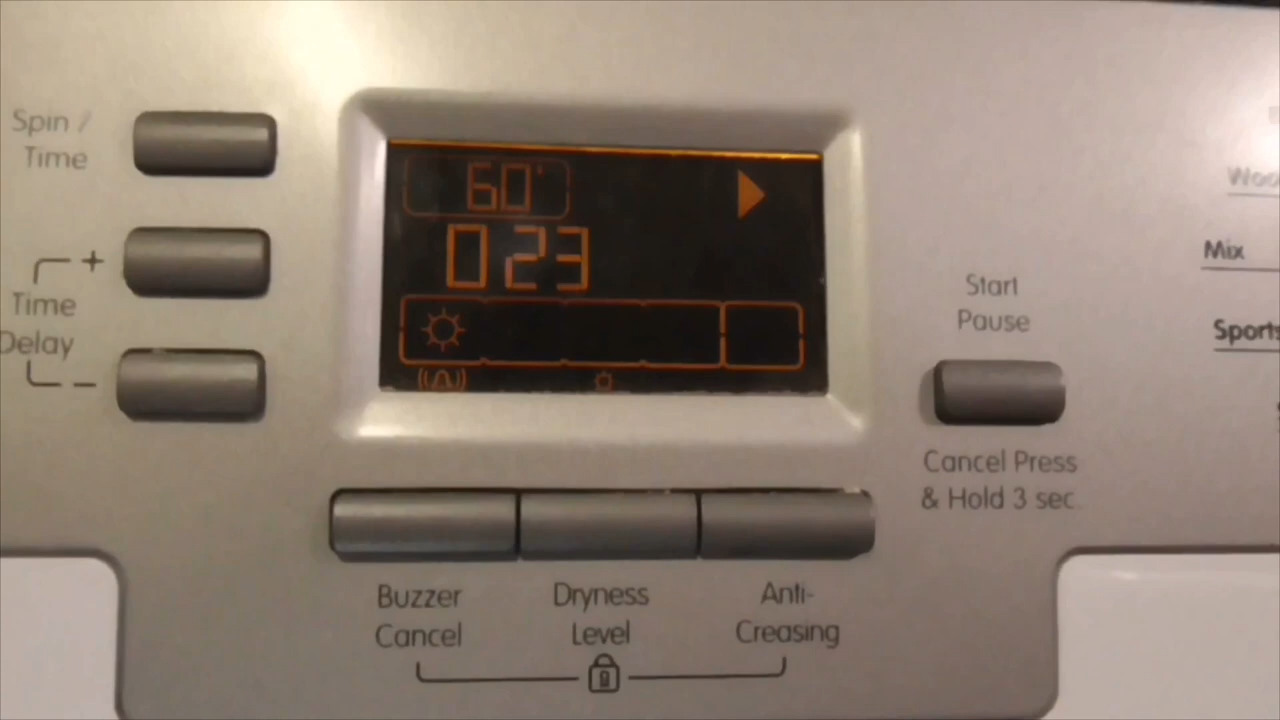 Spin /
Time
+
Time
Delay
−
60'
023
Start
Pause
Cancel Press
& Hold 3 sec.
Buzzer
Cancel
Dryness
Level
Anti-
Creasing
Mix